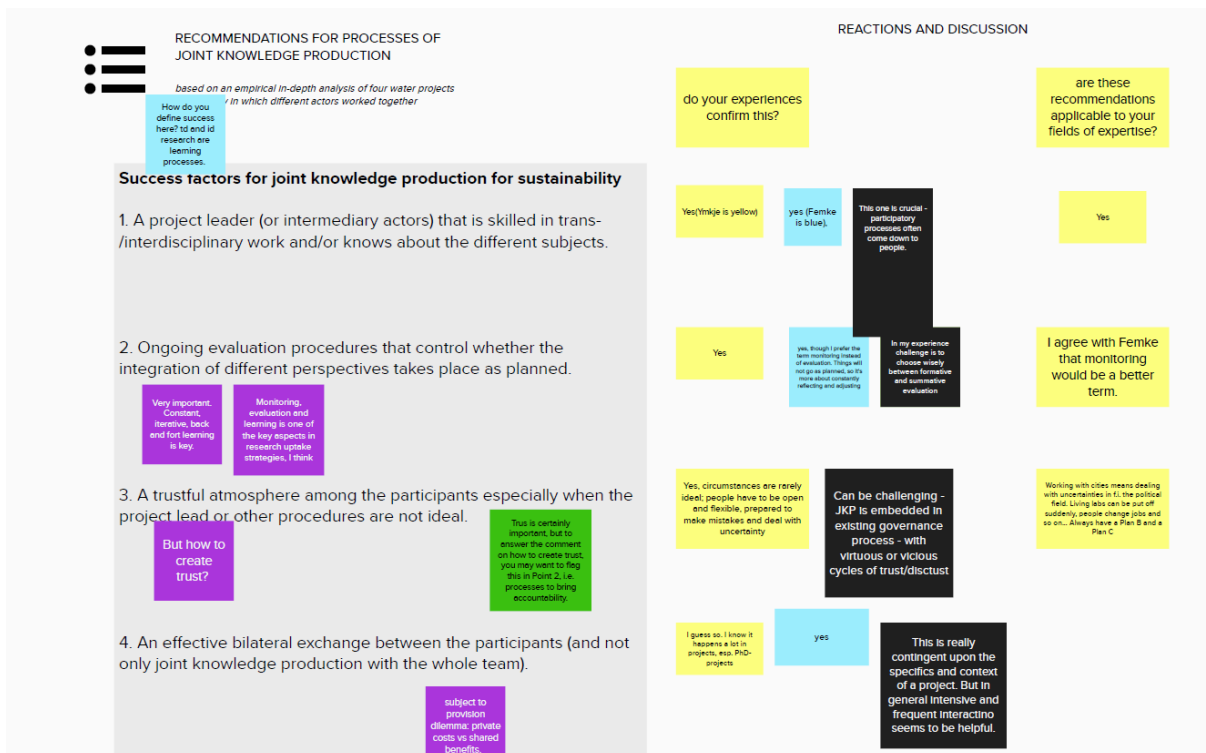 RECOMMENDATIONS FOR PROCESSES OF
JOINT KNOWLEDGE PRODUCTION
based on an empirical in-depth analysis of four water projects
in which different actors worked together
How do you
define success
here? td and id
research are
learning
processes.
REACTIONS AND DISCUSSION
do your experiences
confirm this?
are these
recommendations
applicable to your
fields of expertise?
Success factors for joint knowledge production for sustainability
1. A project leader (or intermediary actors) that is skilled in trans-
/interdisciplinary work and/or knows about the different subjects.
Yes(Ymkje is yellow)
yes (Femke
is blue),
This one is crucial -
participatory
processes often
come down to
people.
Yes
2. Ongoing evaluation procedures that control whether the
integration of different perspectives takes place as planned.
Very important.
Constant,
iterative, back
and fort learning
is key.
Monitoring,
evaluation and
learning is one of
the key aspects in
research uptake
strategies, I think
Yes
yes, though I prefer the
term monitoring instead
of evaluation. Things will
not go as planned, so it's
more about constantly
reflecting and adjusting
In my experience
challenge is to
choose wisely
between formative
and summative
evaluation
I agree with Femke
that monitoring
would be a better
term.
3. A trustful atmosphere among the participants especially when the
project lead or other procedures are not ideal.
But how to
create
trust?
Trus is certainly
important, but to
answer the comment
on how to create trust,
you may want to flag
this in Point 2, i.e.
processes to bring
accountability.
Yes, circumstances are rarely
ideal; people have to be open
and flexible, prepared to
make mistakes and deal with
uncertainty
Can be challenging -
JKP is embedded in
existing governance
process - with
virtuous or vicious
cycles of trust/disctust
Working with cities means dealing
with uncertainties in f.i. the political
field. Living labs can be put off
suddenly, people change jobs and
so on... Always have a Plan B and a
Plan C
4. An effective bilateral exchange between the participants (and not
only joint knowledge production with the whole team).
subject to
provision
dilemma: private
costs vs shared
benefits.
I guess so. I know it
happens a lot in
projects, esp. PhD-
projects
yes
This is really
contingent upon the
specifics and context
of a project. But in
general intensive and
frequent interactino
seems to be helpful.